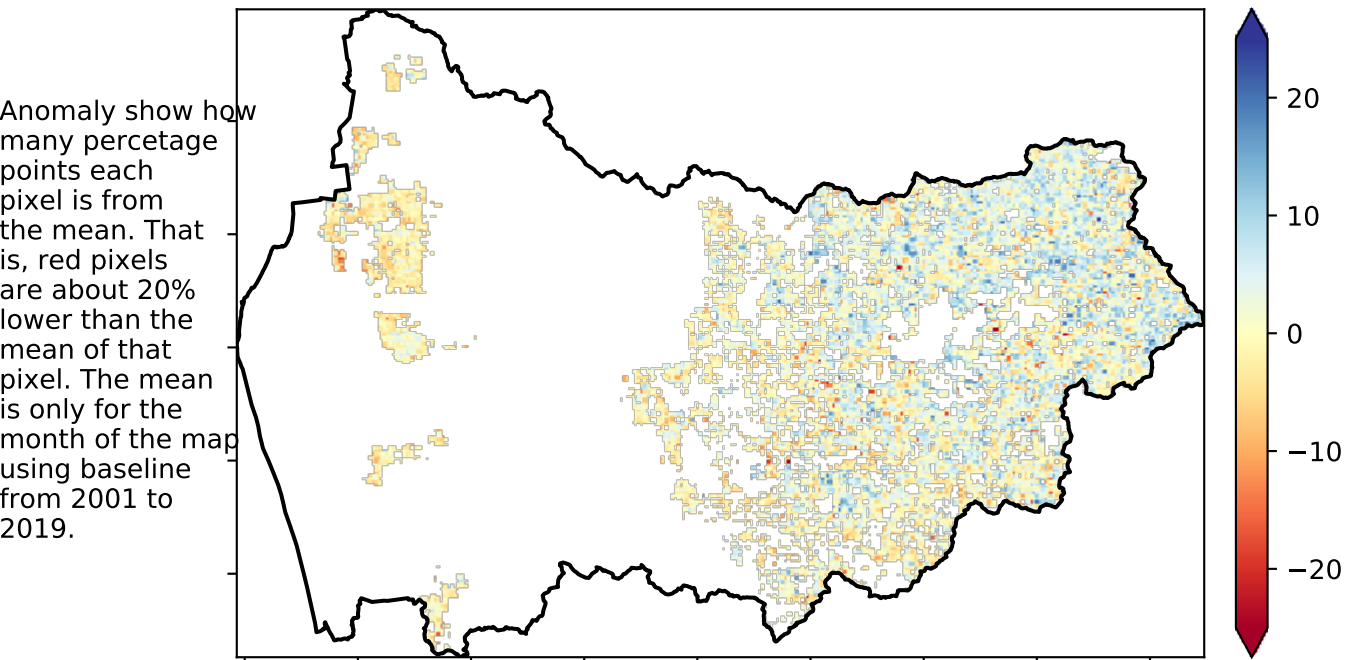 Anomaly show how
many percetage
points each
pixel is from
the mean. That
is, red pixels
are about 20%
lower than the
mean of that
pixel. The mean
is only for the
month of the map
using baseline
from 2001 to
2019.
20
10
0
−10
−20